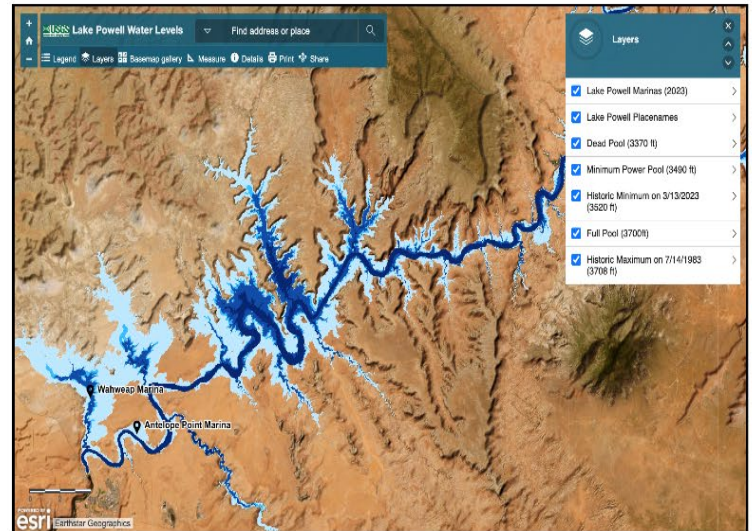 +
USGS Lake Powell Water Levels
Find address or place
−
Legend Layers Basemap gallery Measure Details Print Share
Layers
Lake Powell Marinas (2023)
Lake Powell Placenames
Dead Pool (3370 ft)
Minimum Power Pool (3490 ft)
Historic Minimum on 3/13/2023
(3520 ft)
Full Pool (3700ft)
Historic Maximum on 7/14/1983
(3708 ft)
Wahweap Marina
Antelope Point Marina
POWERED BY
esri
Earthstar Geographics